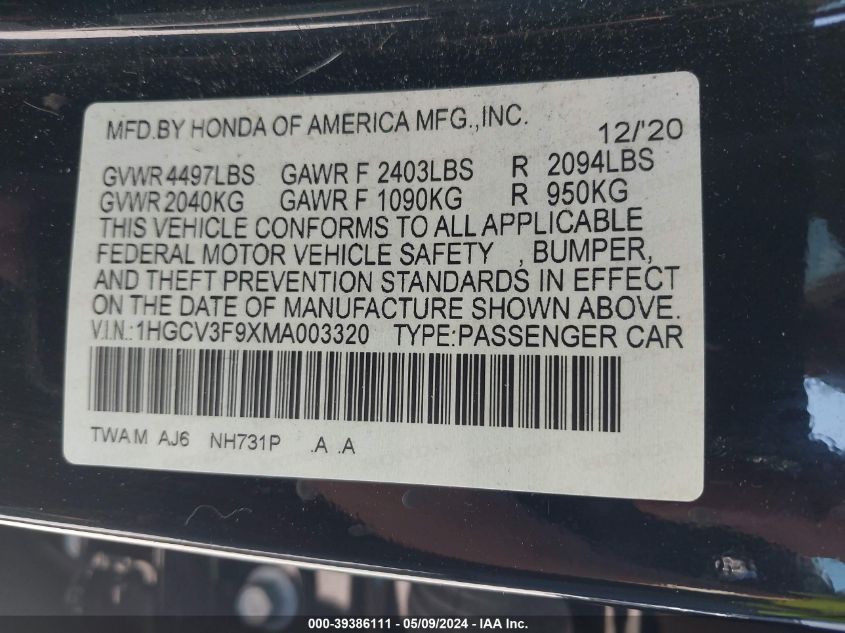 MFD.BY HONDA OF AMERICA MFG.,INC. 12/'20
GVWR 4497LBS GAWR F 2403LBS R 2094LBS
GVWR 2040KG GAWR F 1090KG R 950KG
THIS VEHICLE CONFORMS TO ALL APPLICABLE
FEDERAL MOTOR VEHICLE SAFETY , BUMPER,
AND THEFT PREVENTION STANDARDS IN EFFECT
ON THE DATE OF MANUFACTURE SHOWN ABOVE.
V.I.N.:1HGCV3F9XMA003320 TYPE:PASSENGER CAR
TWA M AJ6 NH731P .A .A
000-39386111 — 05/09/2024 — IAA Inc.